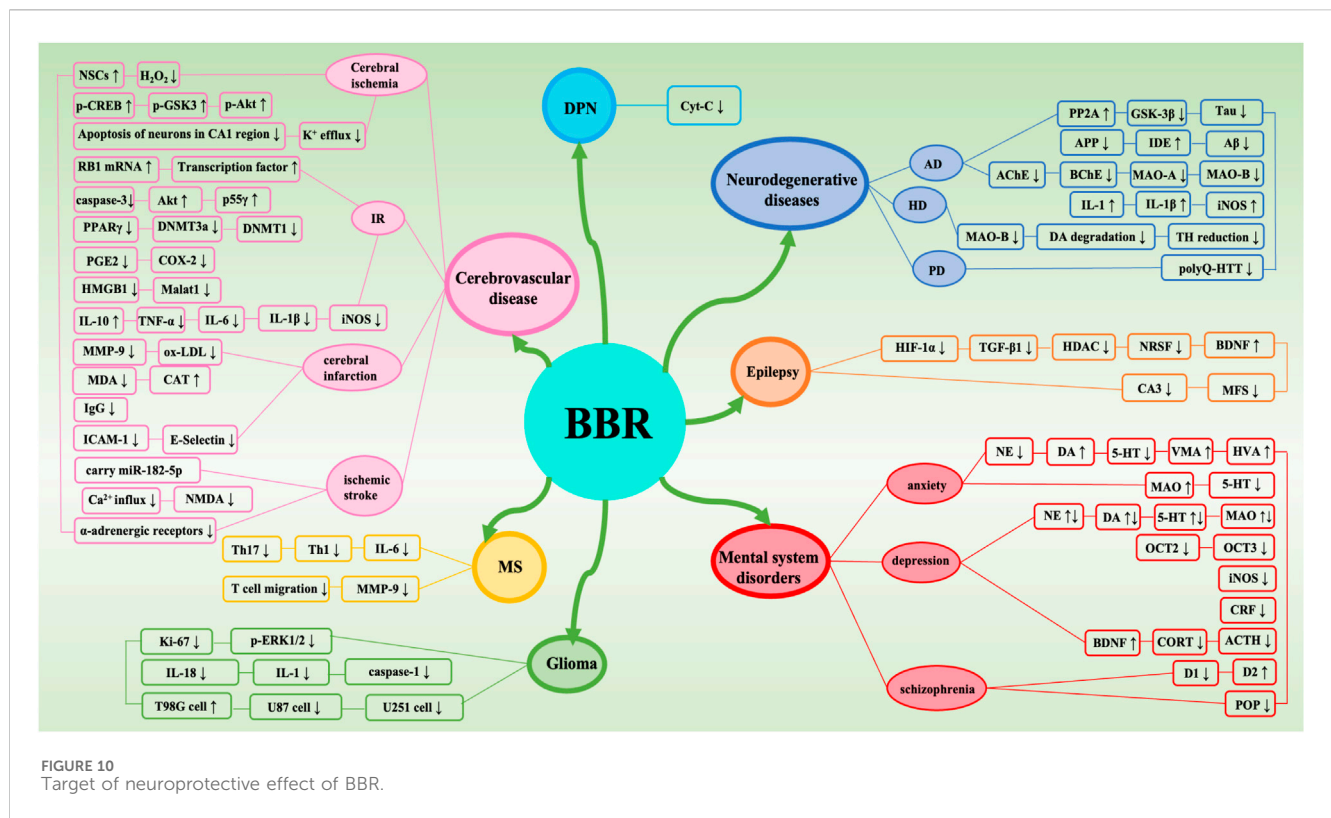 NSCs ↑ H₂O₂ ↓
Cerebral
ischemia
p-CREB ↑ p-GSK3 ↑ p-Akt ↑
Apoptosis of neurons in CA1 region ↓ K⁺ efflux ↓
RB1 mRNA ↑ Transcription factor ↑
caspase-3↓ Akt ↑ p55γ ↑
IR
PPARγ ↓ DNMT3a ↓ DNMT1 ↓
PGE2 ↓ COX-2 ↓
HMGB1 ↓ Malat1 ↓
IL-10 ↑ TNF-α ↓ IL-6 ↓ IL-1β ↓ iNOS ↓
Cerebrovascular
disease
MMP-9 ↓ ox-LDL ↓
cerebral
infarction
MDA ↓ CAT ↑
IgG ↓
ICAM-1 ↓ E-Selectin ↓
carry miR-182-5p
ischemic
stroke
Ca²⁺ influx ↓ NMDA ↓
α-adrenergic receptors ↓
DPN
Cyt-C ↓
Neurodegenerative
diseases
AD
PP2A ↑ GSK-3β ↓ Tau ↓
APP ↓ IDE ↑ Aβ ↓
AChE ↓ BChE ↓ MAO-A ↓ MAO-B ↓
IL-1 ↑ IL-1β ↑ iNOS ↑
HD
MAO-B ↓ DA degradation ↓ TH reduction ↓
PD
polyQ-HTT ↓
BBR
Epilepsy
HIF-1α ↓ TGF-β1 ↓ HDAC ↓ NRSF ↓ BDNF ↑
CA3 ↓ MFS ↓
Mental system
disorders
anxiety
NE ↓ DA ↑ 5-HT ↓ VMA ↑ HVA ↑
MAO ↑ 5-HT ↓
depression
NE ↑↓ DA ↑↓ 5-HT ↑↓ MAO ↑↓
OCT2 ↓ OCT3 ↓
iNOS ↓
CRF ↓
BDNF ↑ CORT ↓ ACTH ↓
schizophrenia
D1 ↓ D2 ↑
POP ↓
MS
Th17 ↓ Th1 ↓ IL-6 ↓
T cell migration ↓ MMP-9 ↓
Glioma
Ki-67 ↓ p-ERK1/2 ↓
IL-18 ↓ IL-1 ↓ caspase-1 ↓
T98G cell ↑ U87 cell ↓ U251 cell ↓
FIGURE 10
Target of neuroprotective effect of BBR.